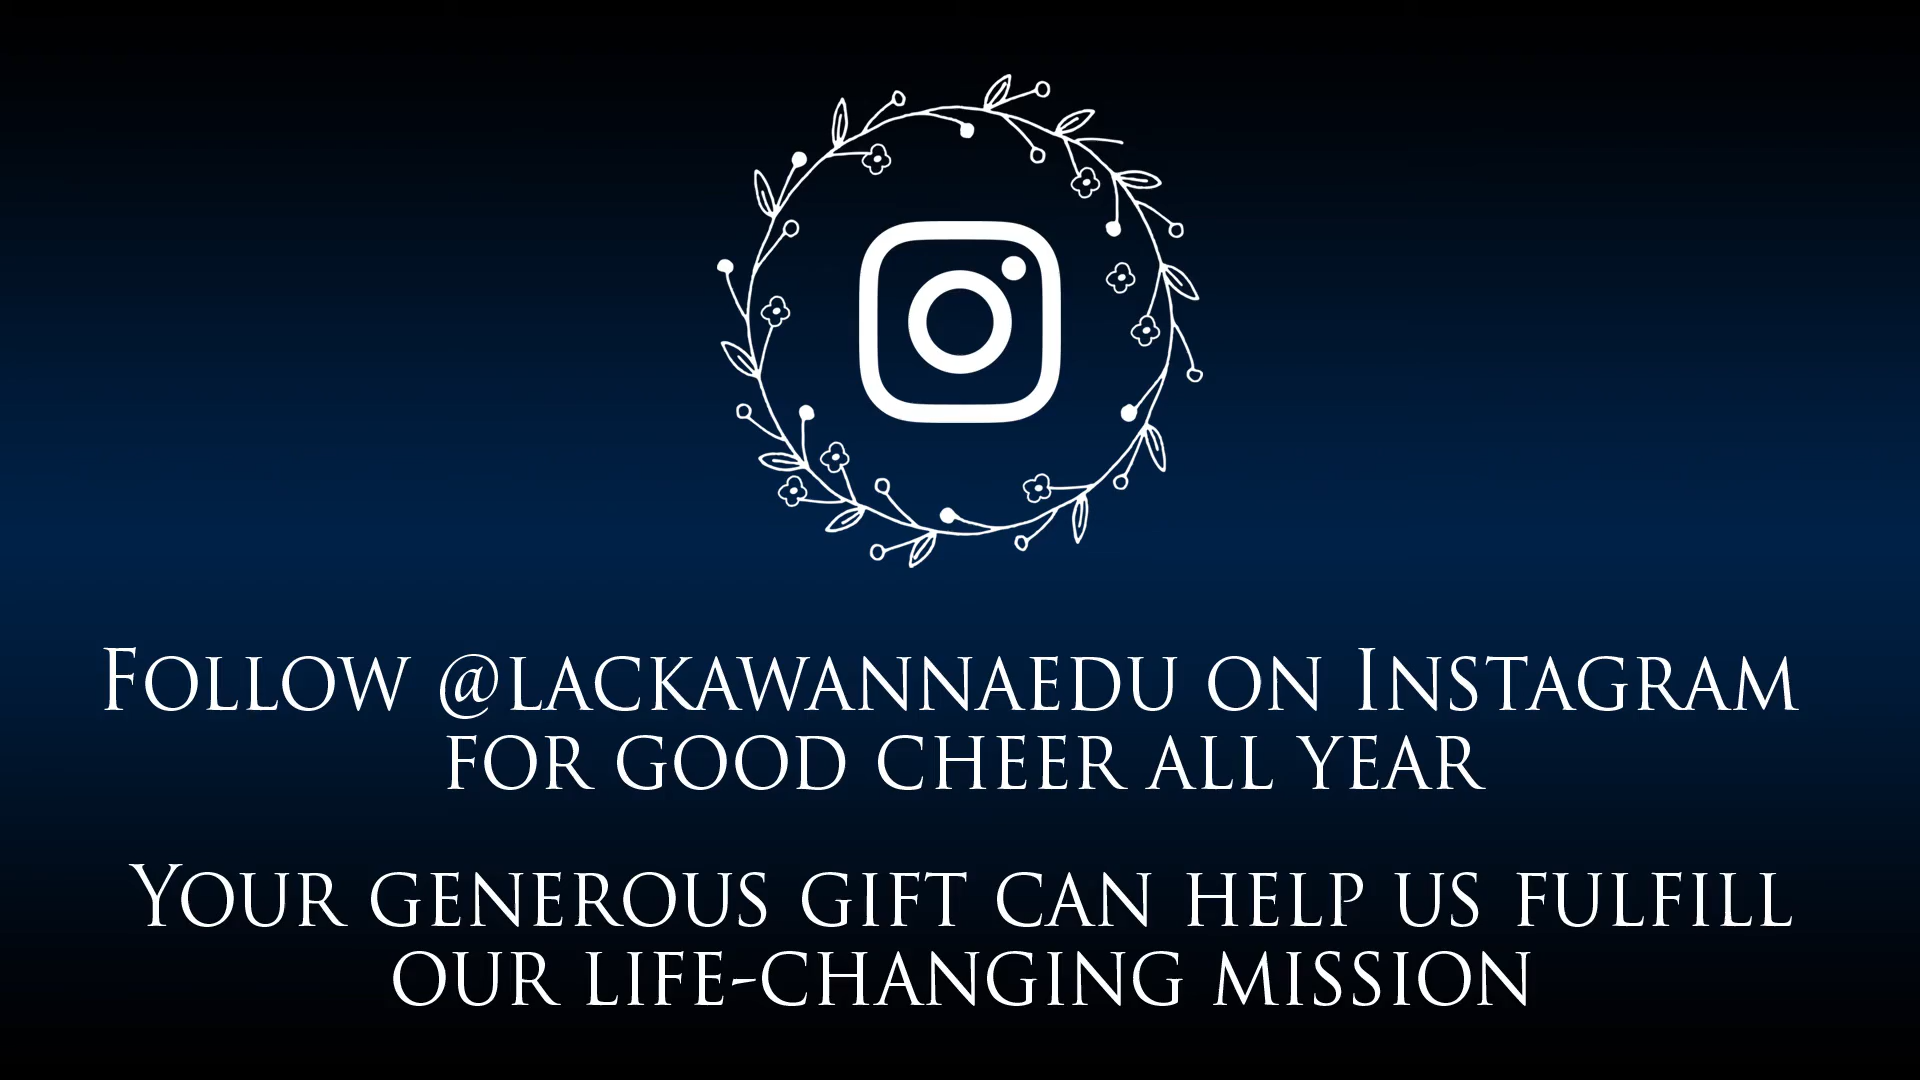 Follow @lackawannaedu on Instagram
for good cheer all year
Your generous gift can help us fulfill
our life-changing mission